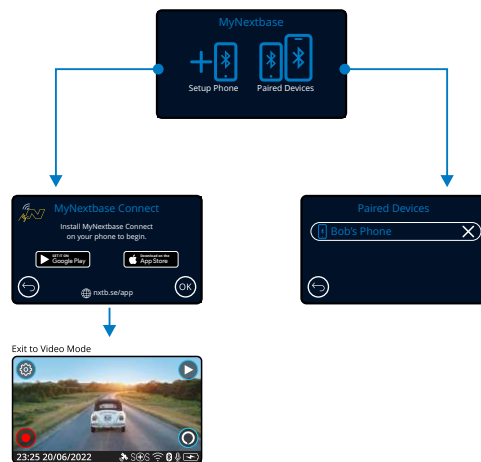 MyNextbase
Setup Phone
Paired Devices
MyNextbase Connect
Install MyNextbase Connect
on your phone to begin.
GET IT ON
Google Play
Download on the
App Store
OK
nxtb.se/app
Paired Devices
Bob's Phone
Exit to Video Mode
23:25 20/06/2022
SOS